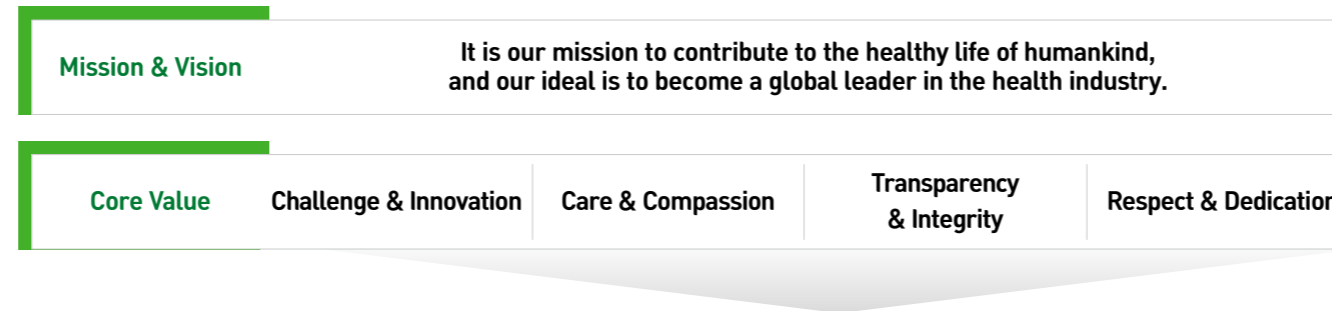 Mission & Vision
It is our mission to contribute to the healthy life of humankind,
and our ideal is to become a global leader in the health industry.
Core Value
Challenge & Innovation
Care & Compassion
Transparency
& Integrity
Respect & Dedication